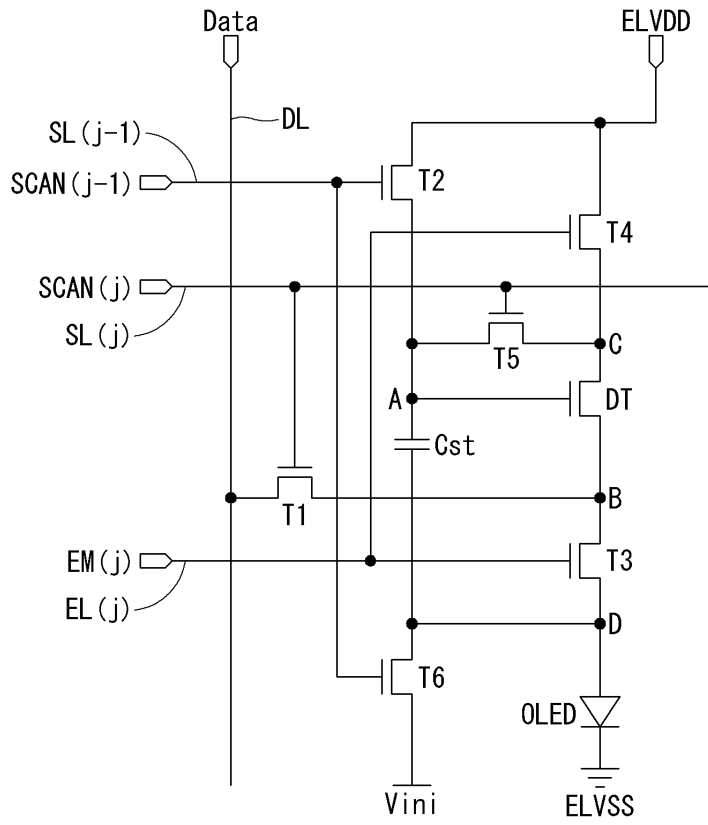 Data
ELVDD
DL
SL(j-1)
SCAN(j-1)
T2
T4
SCAN(j)
SL(j)
T5
C
A
DT
Cst
T1
B
EM(j)
T3
EL(j)
D
T6
OLED
Vini
ELVSS